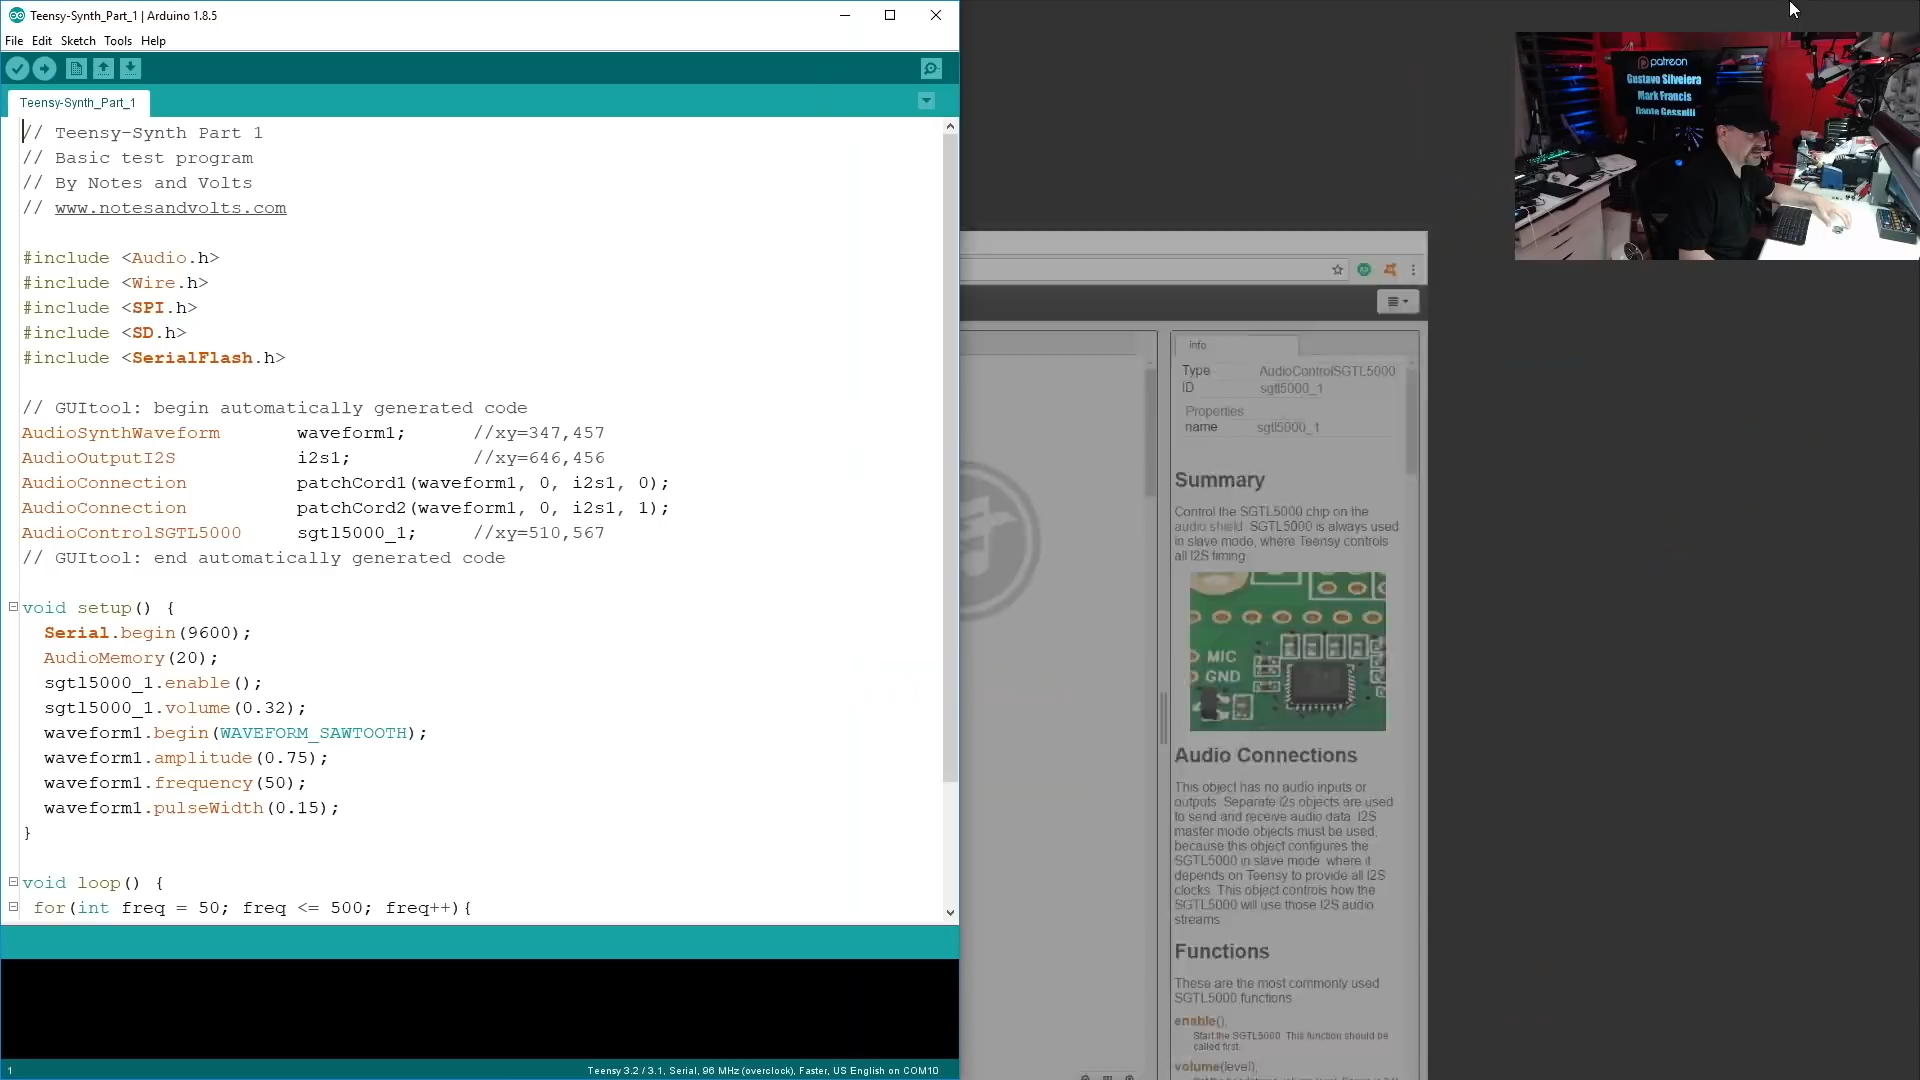 Teensy-Synth_Part_1 | Arduino 1.8.5
File Edit Sketch Tools Help
Teensy-Synth_Part_1
// Teensy-Synth Part 1
// Basic test program
// By Notes and Volts
// www.notesandvolts.com
#include <Audio.h>
#include <Wire.h>
#include <SPI.h>
#include <SD.h>
#include <SerialFlash.h>
// GUItool: begin automatically generated code
AudioSynthWaveform waveform1; //xy=347,457
AudioOutputI2S i2s1; //xy=646,456
AudioConnection patchCord1(waveform1, 0, i2s1, 0);
AudioConnection patchCord2(waveform1, 0, i2s1, 1);
AudioControlSGTL5000 sgtl5000_1; //xy=510,567
// GUItool: end automatically generated code
void setup() {
Serial.begin(9600);
AudioMemory(20);
sgtl5000_1.enable();
sgtl5000_1.volume(0.32);
waveform1.begin(WAVEFORM_SAWTOOTH);
waveform1.amplitude(0.75);
waveform1.frequency(50);
waveform1.pulseWidth(0.15);
}
void loop() {
for(int freq = 50; freq <= 500; freq++){
1
Teensy 3.2 / 3.1, Serial, 96 MHz (overclock), Faster, US English on COM10
info
Type AudioControlSGTL5000
ID sgtl5000_1
Properties
name sgtl5000_1
Summary
Control the SGTL5000 chip on the
audio shield. SGTL5000 is always used
in slave mode, where Teensy controls
all I2S timing.
MIC
GND
Audio Connections
This object has no audio inputs or
outputs. Separate i2s objects are used
to send and receive audio data. I2S
master mode objects must be used,
because this object configures the
SGTL5000 in slave mode, where it
depends on Teensy to provide all I2S
clocks. This object controls how the
SGTL5000 will use those I2S audio
streams.
Functions
These are the most commonly used
SGTL5000 functions
enable();
Start the SGTL5000. This function should be
called first.
volume(level);
patreon
Gustavo Silveiera
Mark Francis
Dante Gesspill